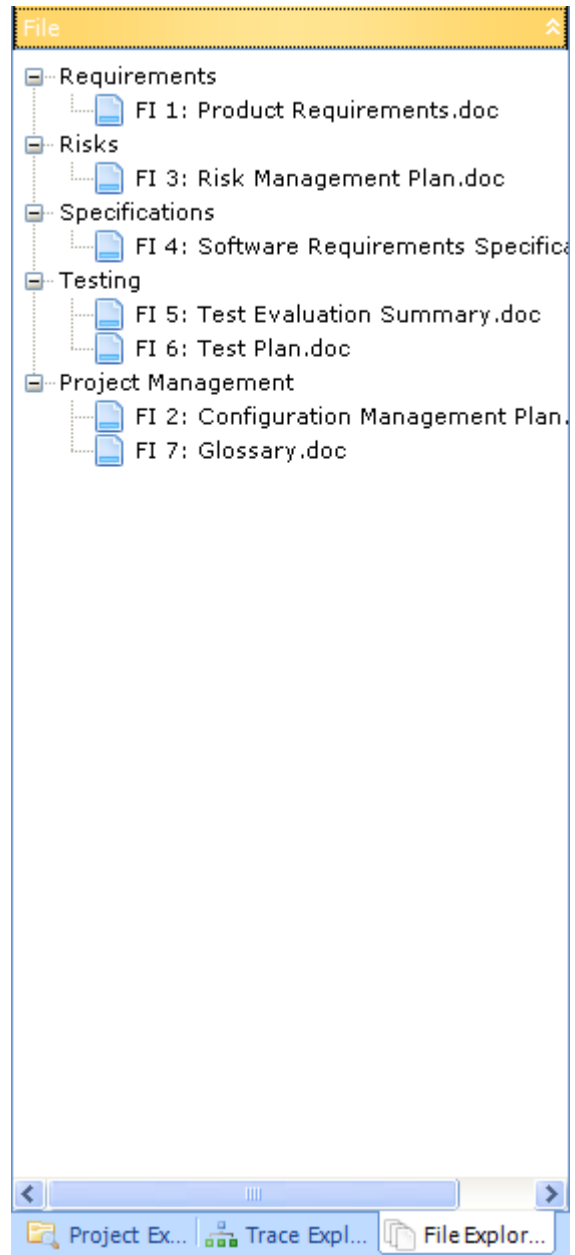 File
Requirements
FI 1: Product Requirements.doc
Risks
FI 3: Risk Management Plan.doc
Specifications
FI 4: Software Requirements Specifica
Testing
FI 5: Test Evaluation Summary.doc
FI 6: Test Plan.doc
Project Management
FI 2: Configuration Management Plan.
FI 7: Glossary.doc
Project Ex... Trace Expl... File Explor...